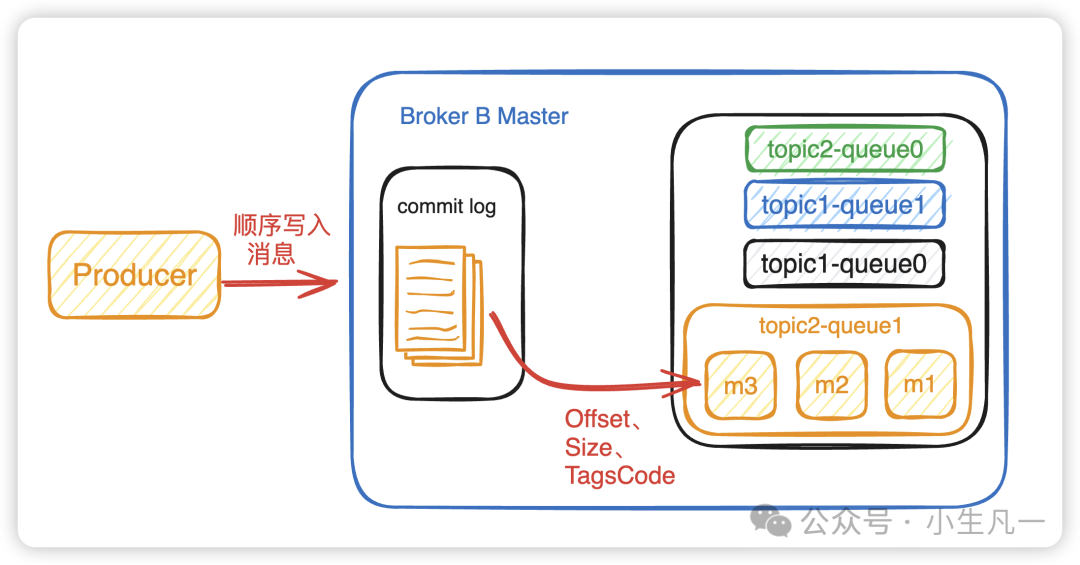 Broker B Master
topic2-queue0
topic1-queue1
commit log
顺序写入
消息
topic1-queue0
Producer
topic2-queue1
m3
m2
m1
Offset、
Size、
TagsCode
公众号 · 小生凡一